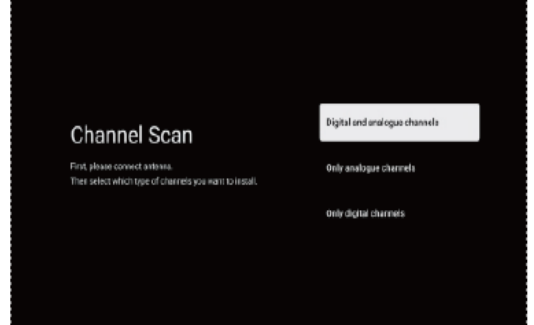 Channel Scan
First, please connect antenna.
Then select which type of channels you want to install.
Digital and analogue channels
Only analogue channels
Only digital channels